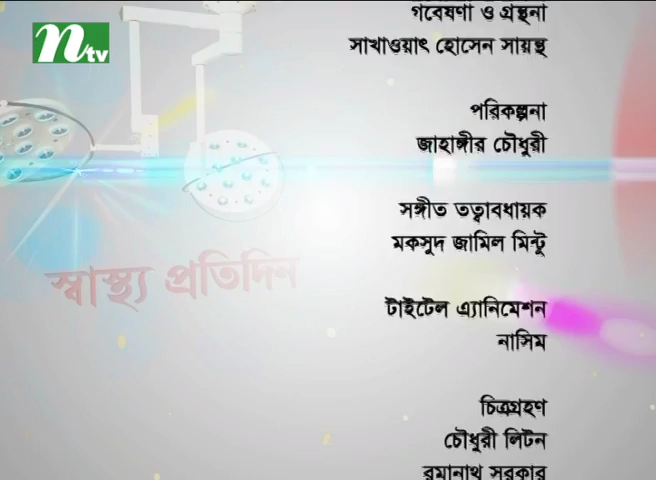 ntv
গবেষণা ও গ্রন্থনা
সাখাওয়াৎ হোসেন সায়ন্থ
পরিকল্পনা
জাহাঙ্গীর চৌধুরী
সঙ্গীত তত্বাবধায়ক
মকসুদ জামিল মিন্টু
স্বাস্থ্য প্রতিদিন
টাইটেল এ্যানিমেশন
নাসিম
চিত্রগ্রহণ
চৌধুরী লিটন
রমানাথ সরকার